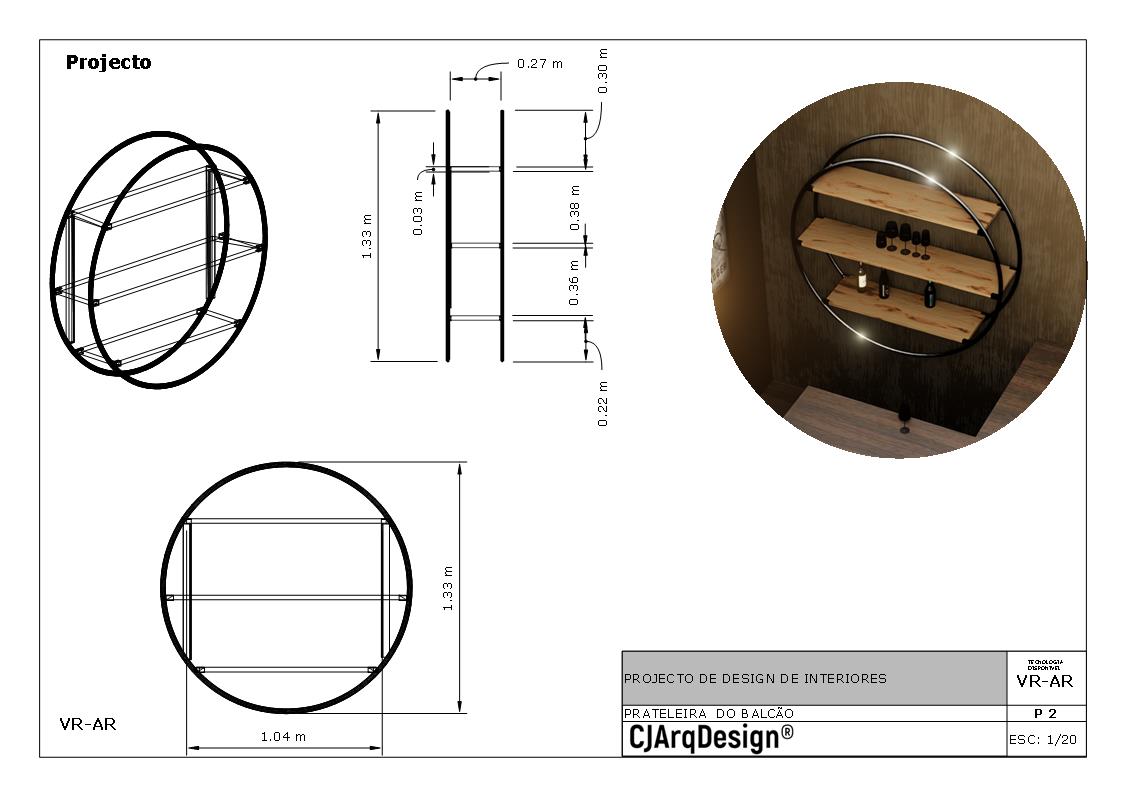 Projecto
0.27 m
0.30 m
0.03 m
1.33 m
0.38 m
0.36 m
0.22 m
1.33 m
1.04 m
VR-AR
PROJECTO DE DESIGN DE INTERIORES
TECNOLOGIA
DISPONÍVEL
VR-AR
PRATELEIRA DO BALCÃO
P 2
CJArqDesign®
ESC: 1/20